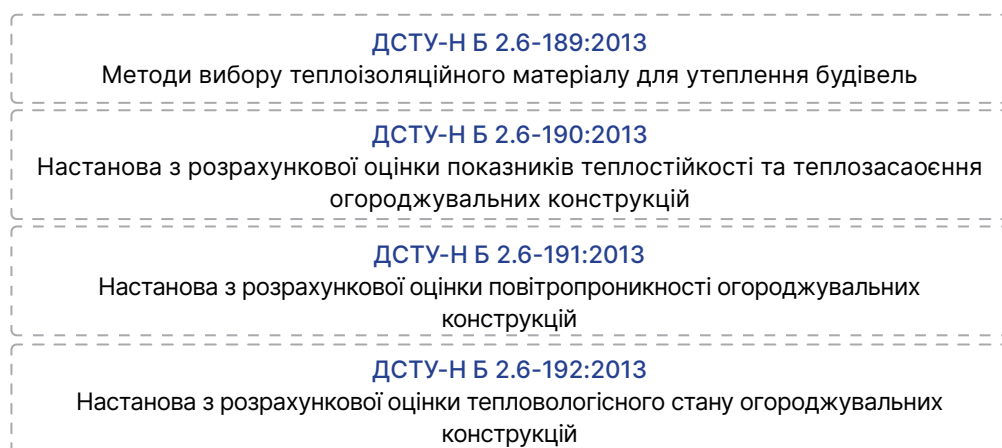 ДСТУ-Н Б 2.6-189:2013
Методи вибору теплоізоляційного матеріалу для утеплення будівель
ДСТУ-Н Б 2.6-190:2013
Настанова з розрахункової оцінки показників теплостійкості та теплозасаоєння
огороджувальних конструкцій
ДСТУ-Н Б 2.6-191:2013
Настанова з розрахункової оцінки повітропроникності огороджувальних
конструкцій
ДСТУ-Н Б 2.6-192:2013
Настанова з розрахункової оцінки тепловологісного стану огороджувальних
конструкцій